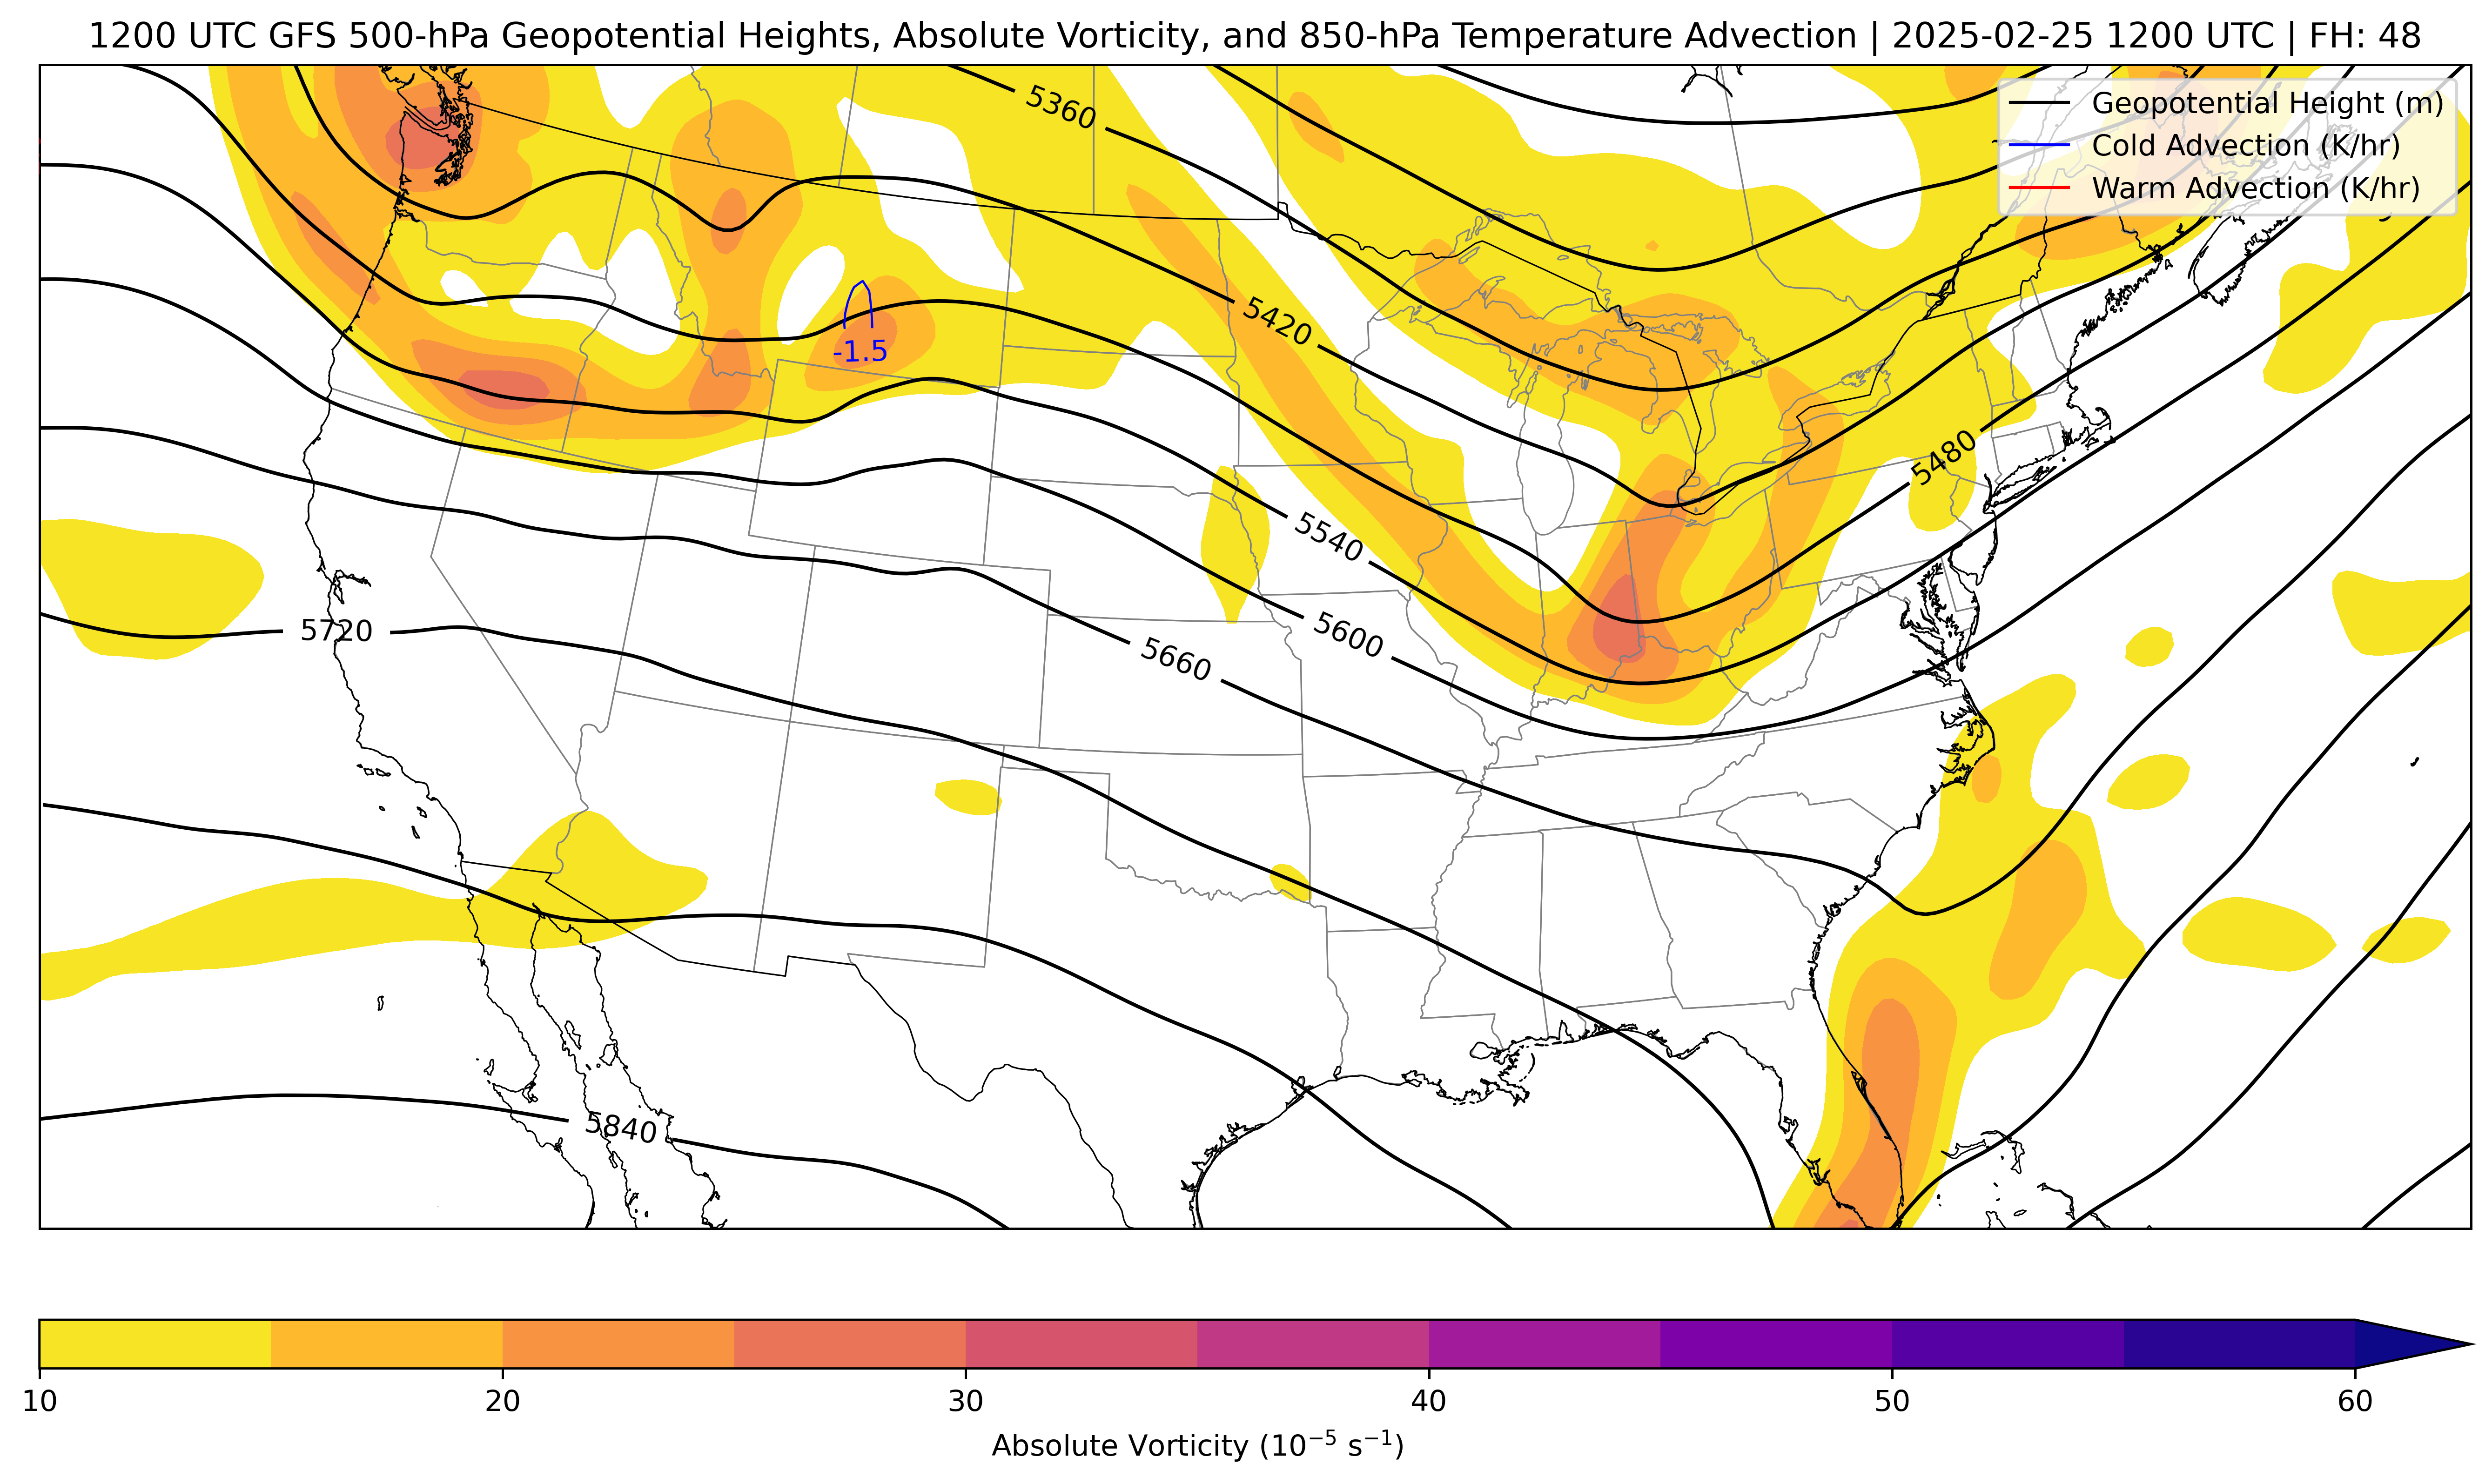 1200 UTC GFS 500-hPa Geopotential Heights, Absolute Vorticity, and 850-hPa Temperature Advection | 2025-02-25 1200 UTC | FH: 48
Geopotential Height (m)
Cold Advection (K/hr)
Warm Advection (K/hr)
5360
5420
-1.5
5480
5540
5600
5720
5660
5840
10 20 30 40 50 60
Absolute Vorticity (10⁻⁵ s⁻¹)